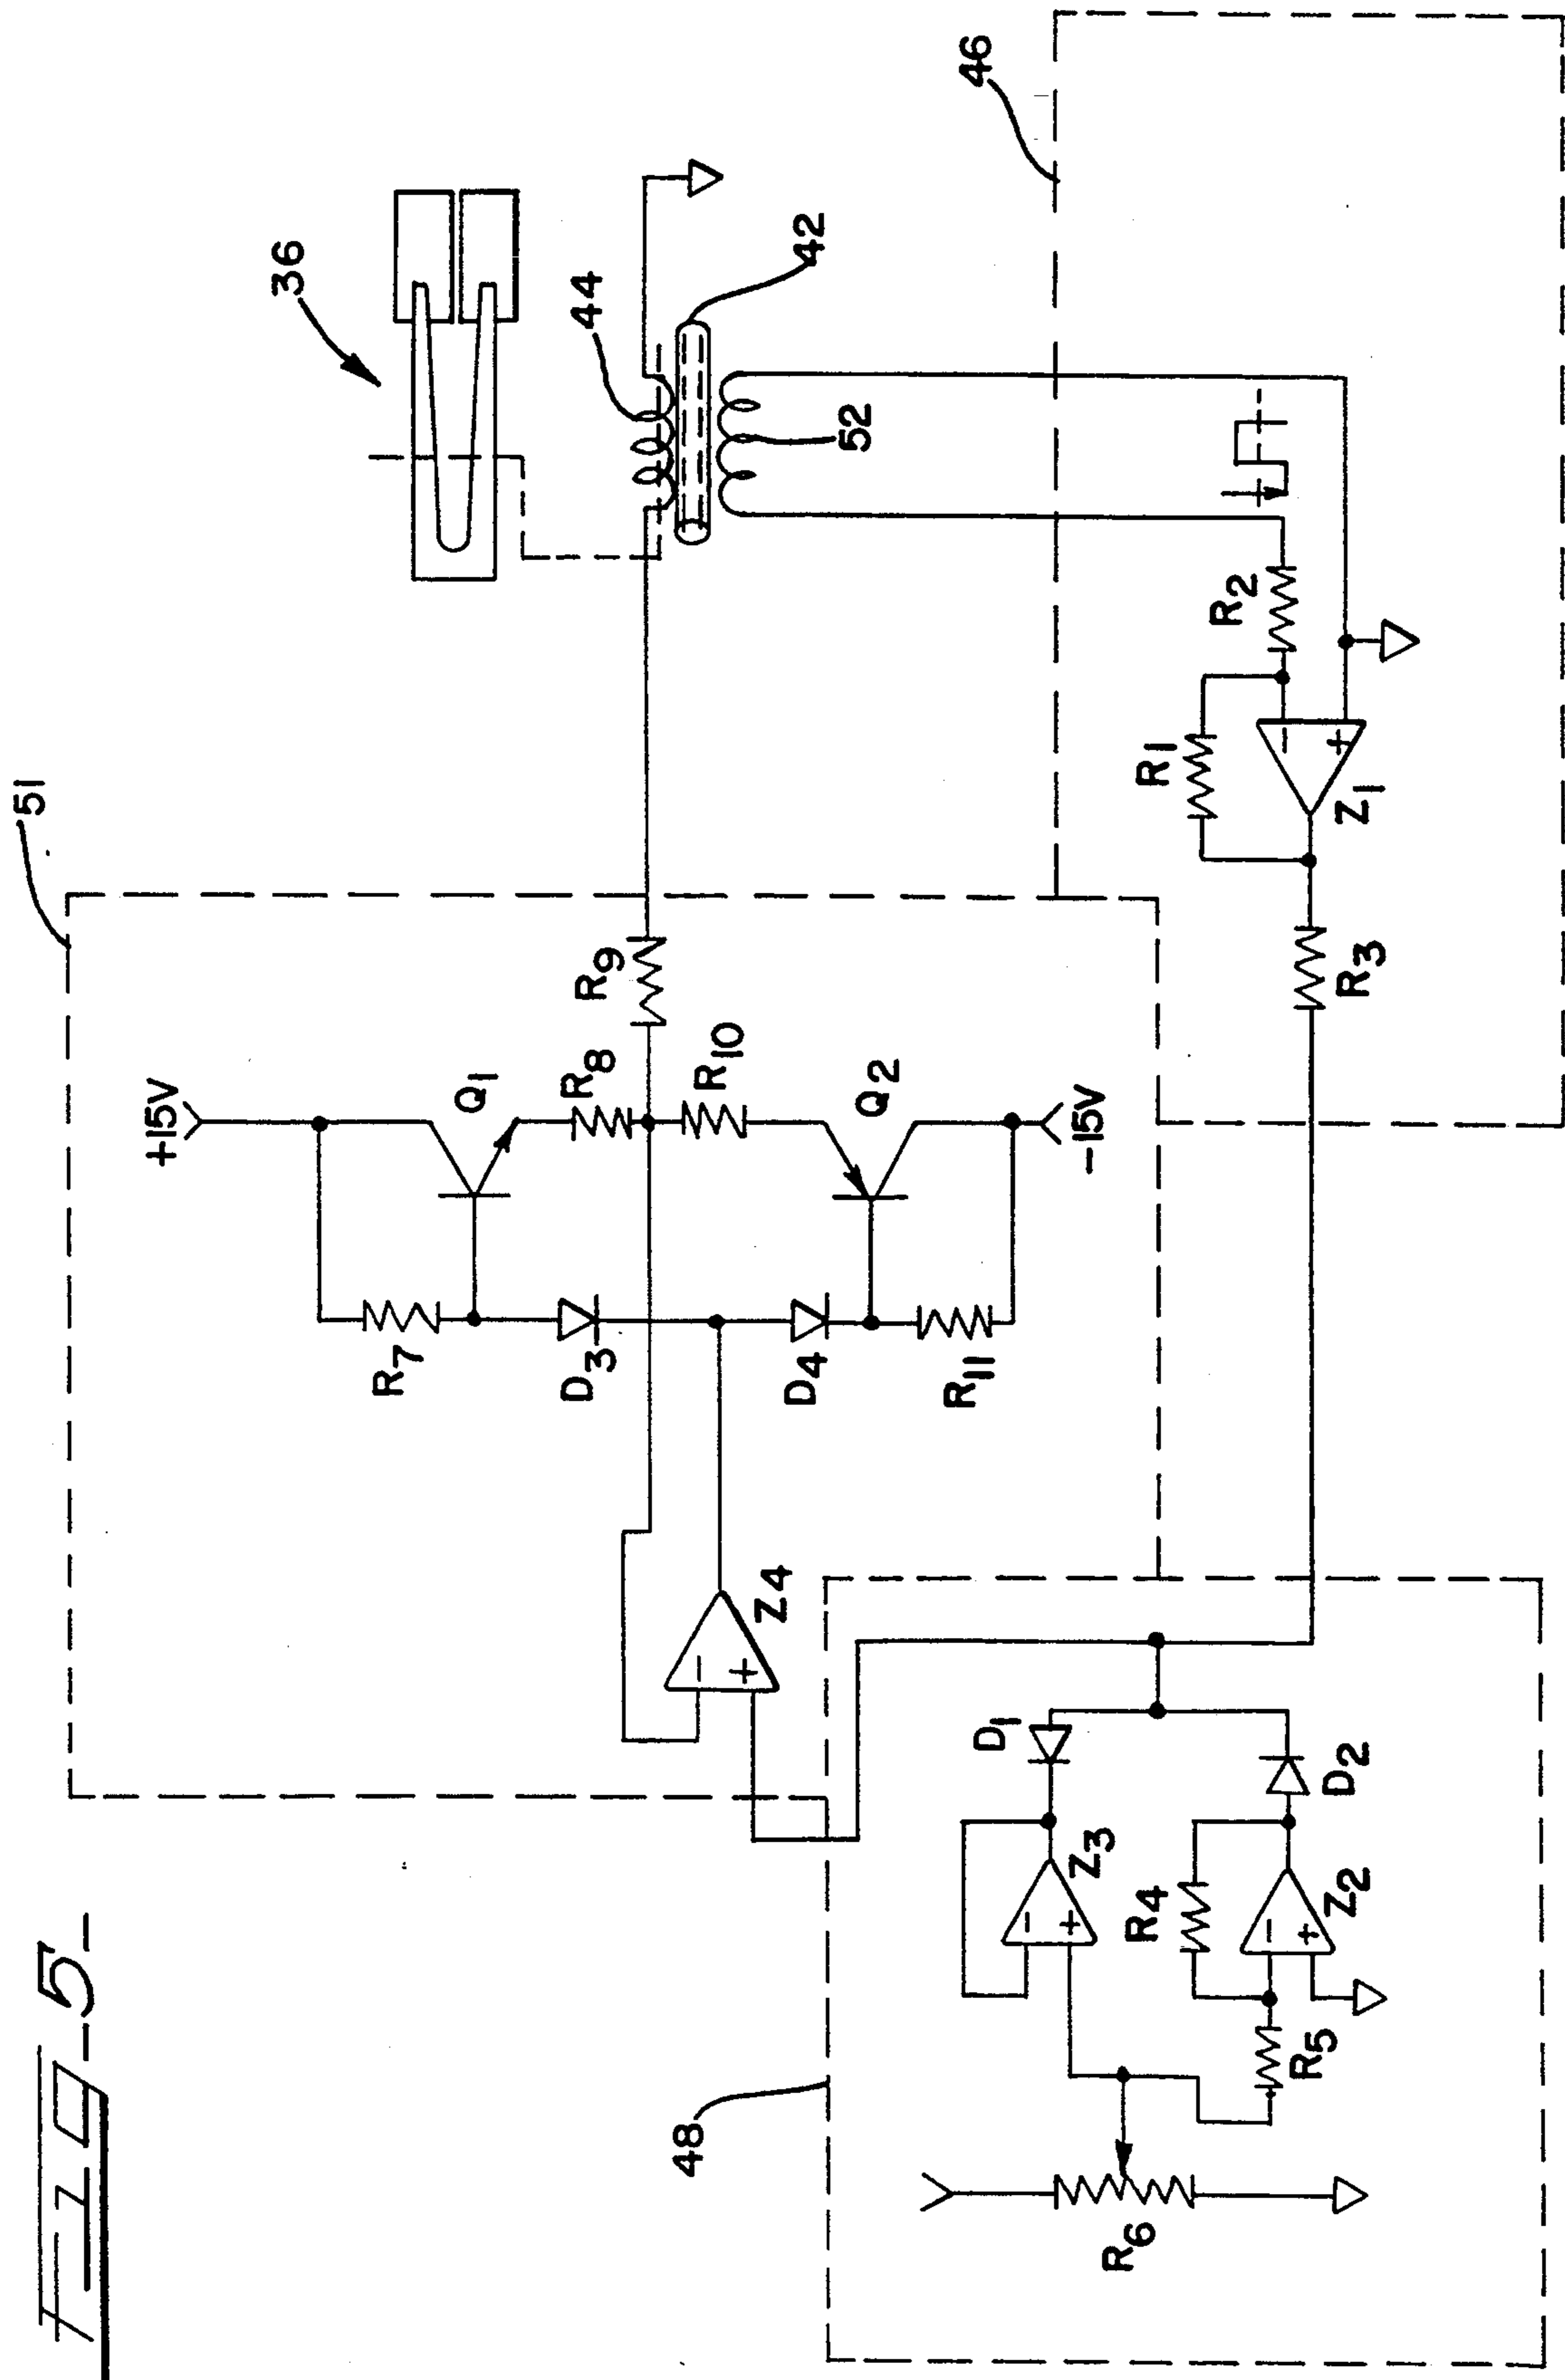 FIG-5-
51
+15V
Q1
R7
R8
R9
D3
R10
D4
Q2
R11
-15V
Z4
36
44
42
52
46
R2
R1
Z1
R3
-
+
-
+
48
D1
Z3
-
+
D2
R4
Z2
-
+
R5
R6